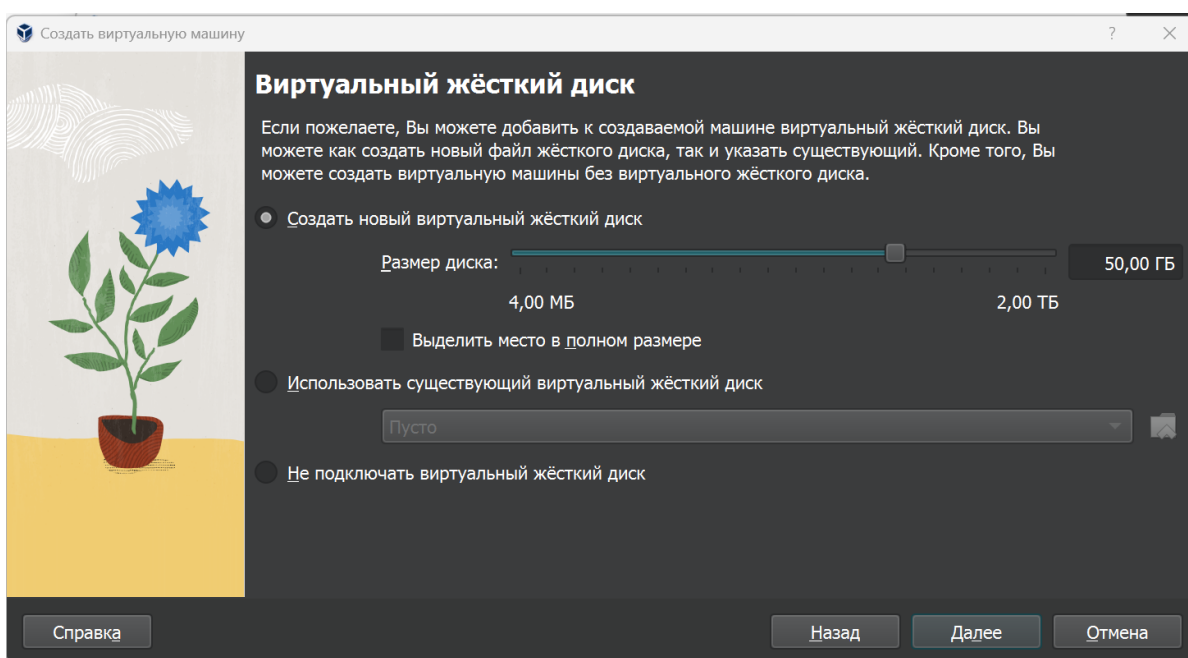 Создать виртуальную машину
?
Виртуальный жёсткий диск
Если пожелаете, Вы можете добавить к создаваемой машине виртуальный жёсткий диск. Вы
можете как создать новый файл жёсткого диска, так и указать существующий. Кроме того, Вы
можете создать виртуальную машины без виртуального жёсткого диска.
Создать новый виртуальный жёсткий диск
Размер диска: 50,00 ГБ
4,00 МБ 2,00 ТБ
Выделить место в полном размере
Использовать существующий виртуальный жёсткий диск
Пусто
Не подключать виртуальный жёсткий диск
Справка Назад Далее Отмена